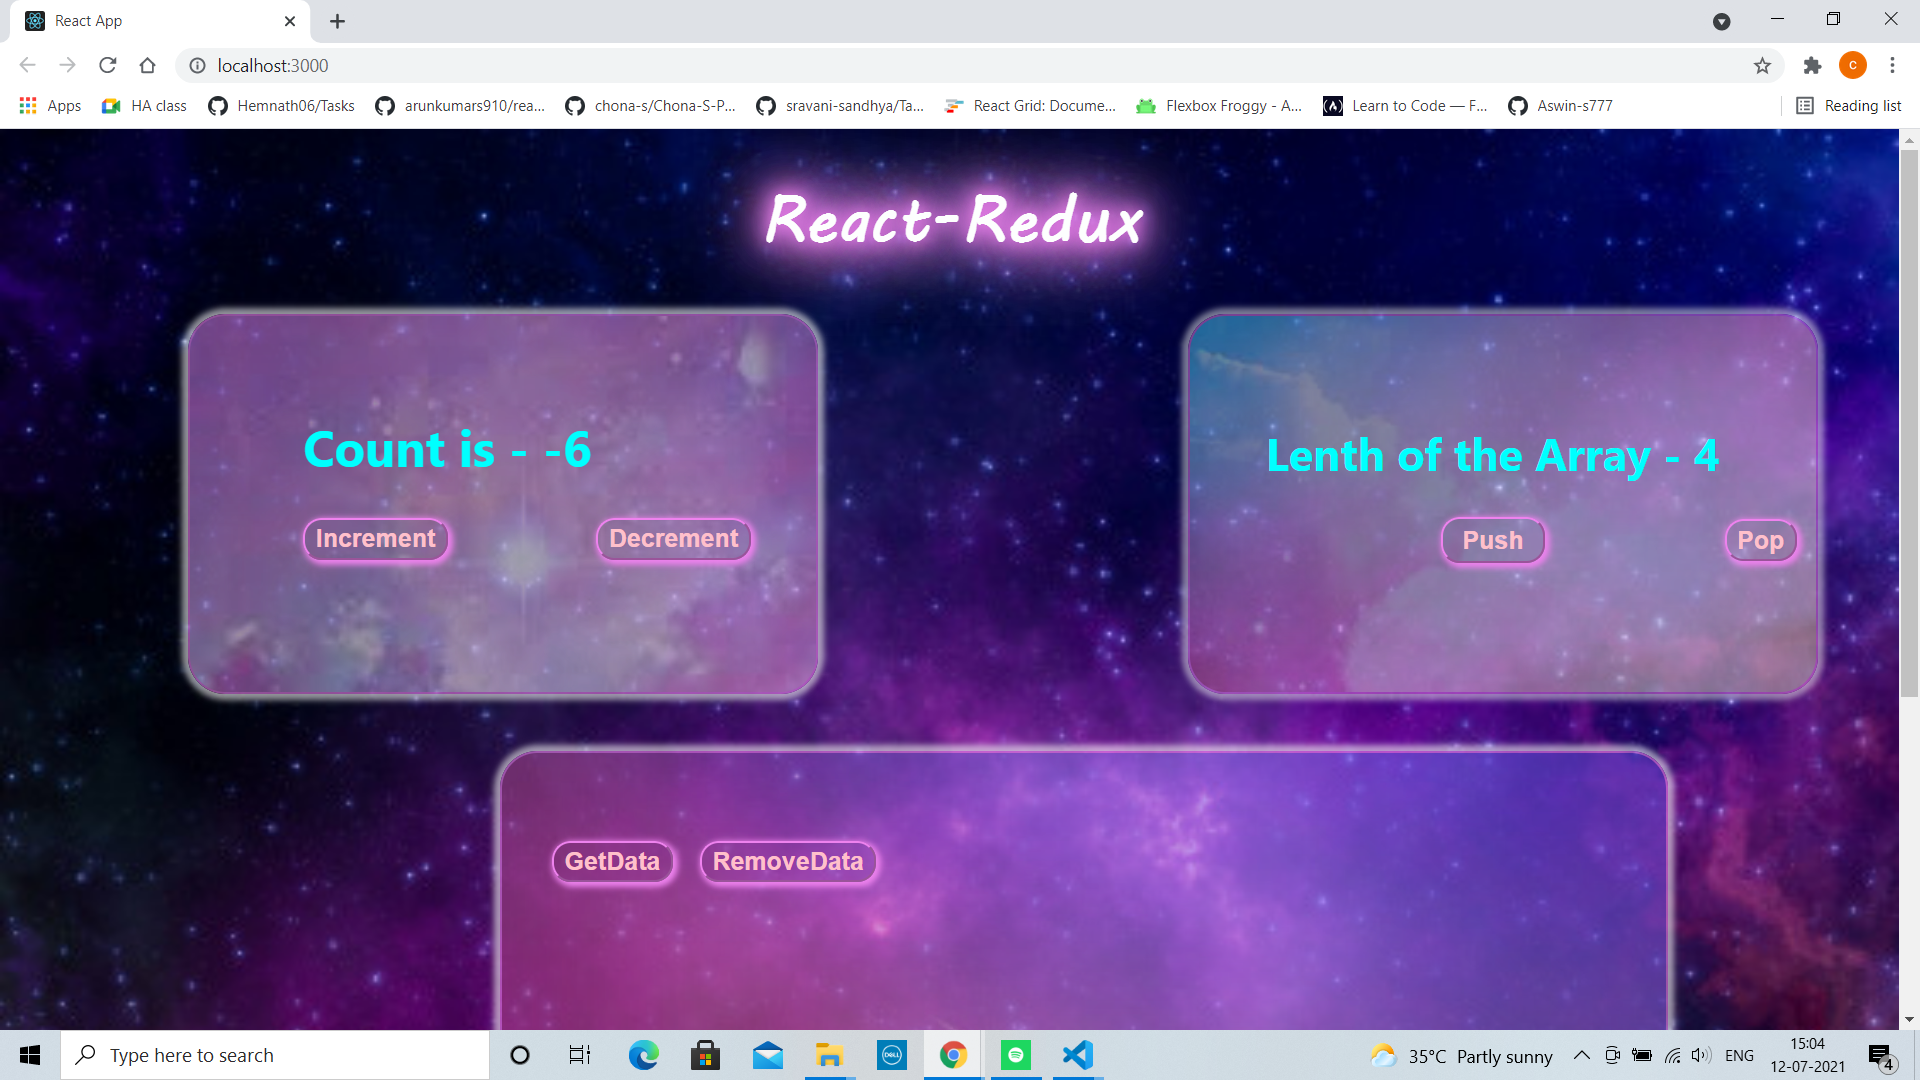 React App
localhost:3000
Apps
HA class
Hemnath06/Tasks
arunkumars910/rea...
chona-s/Chona-S-P...
sravani-sandhya/Ta...
React Grid: Docume...
Flexbox Froggy - A...
Learn to Code — F...
Aswin-s777
Reading list
c
React-Redux
Count is - -6
Increment
Decrement
Lenth of the Array - 4
Push
Pop
GetData
RemoveData
Type here to search
DELL
35°C Partly sunny
ENG
15:04
12-07-2021
4